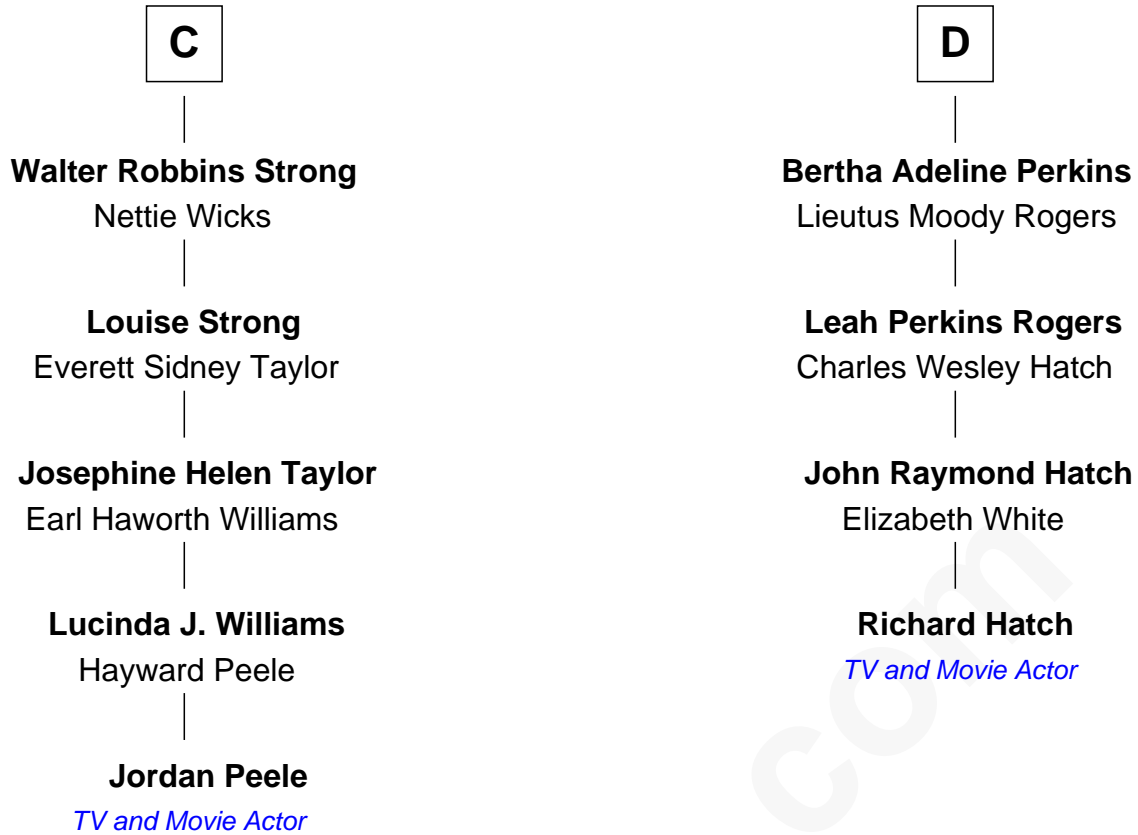 C
Walter Robbins Strong
Nettie Wicks
Louise Strong
Everett Sidney Taylor
Josephine Helen Taylor
Earl Haworth Williams
Lucinda J. Williams
Hayward Peele
Jordan Peele
TV and Movie Actor
D
Bertha Adeline Perkins
Lieutus Moody Rogers
Leah Perkins Rogers
Charles Wesley Hatch
John Raymond Hatch
Elizabeth White
Richard Hatch
TV and Movie Actor
com